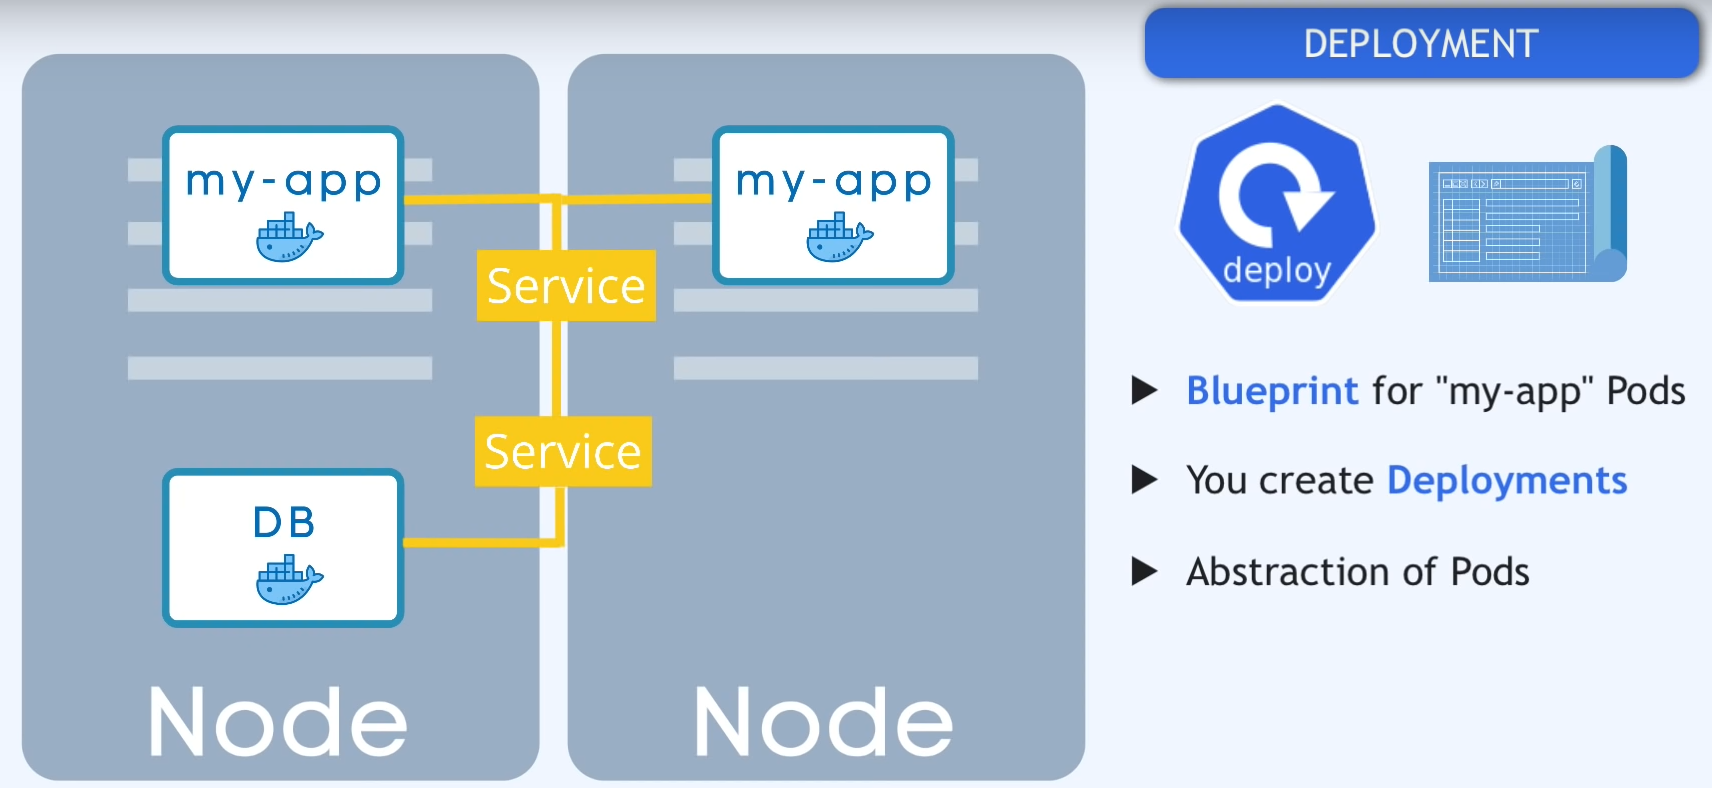 DEPLOYMENT
my-app
my-app
Service
Service
DB
Node
Node
deploy
Blueprint for "my-app" Pods
You create Deployments
Abstraction of Pods